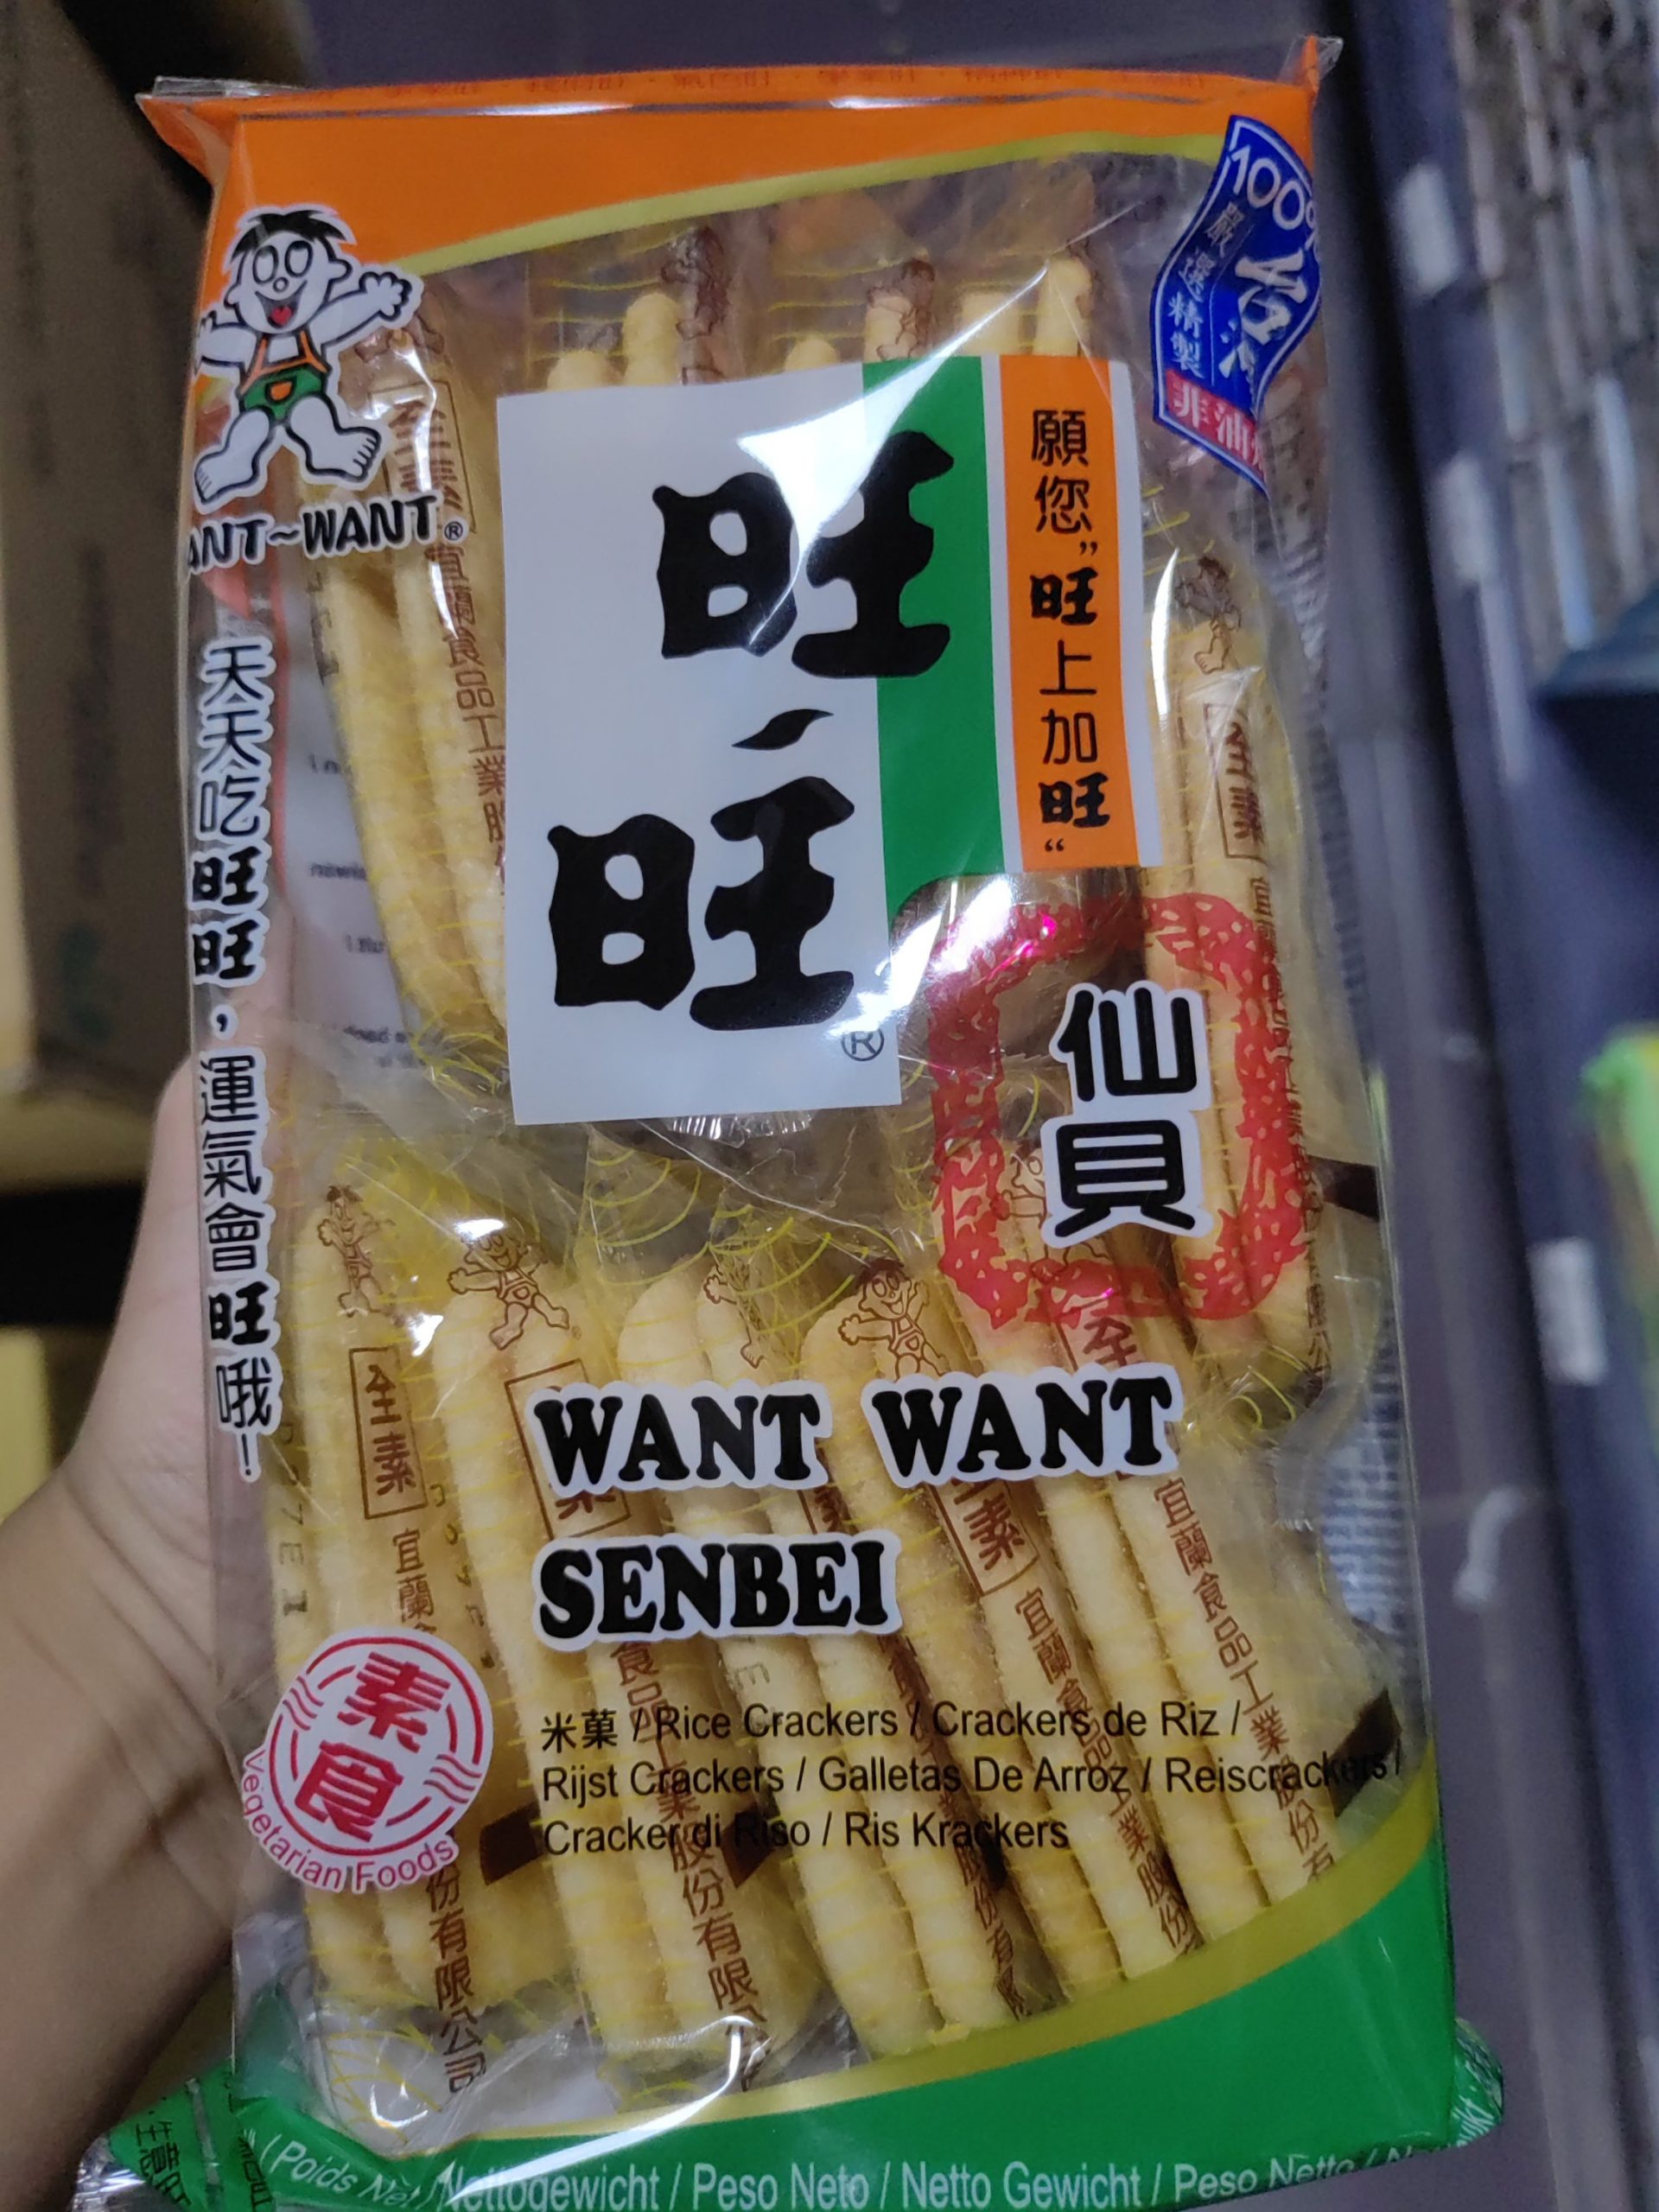 100%
嚴選精製
台灣
非油炸
ANT~WANT®
願您"旺上加旺"
旺旺®
仙貝
天天吃旺旺，運氣會旺哦！
WANT WANT
SENBEI
全素
宜蘭食品工業股份有限公司
素食
Vegetarian Foods
米菓 / Rice Crackers / Crackers de Riz /
Rijst Crackers / Galletas De Arroz / Reiscrackers /
Cracker di Riso / Ris Krackers
(Poids Net / Nettogewicht / Peso Neto / Netto Gewicht / Peso Netto /